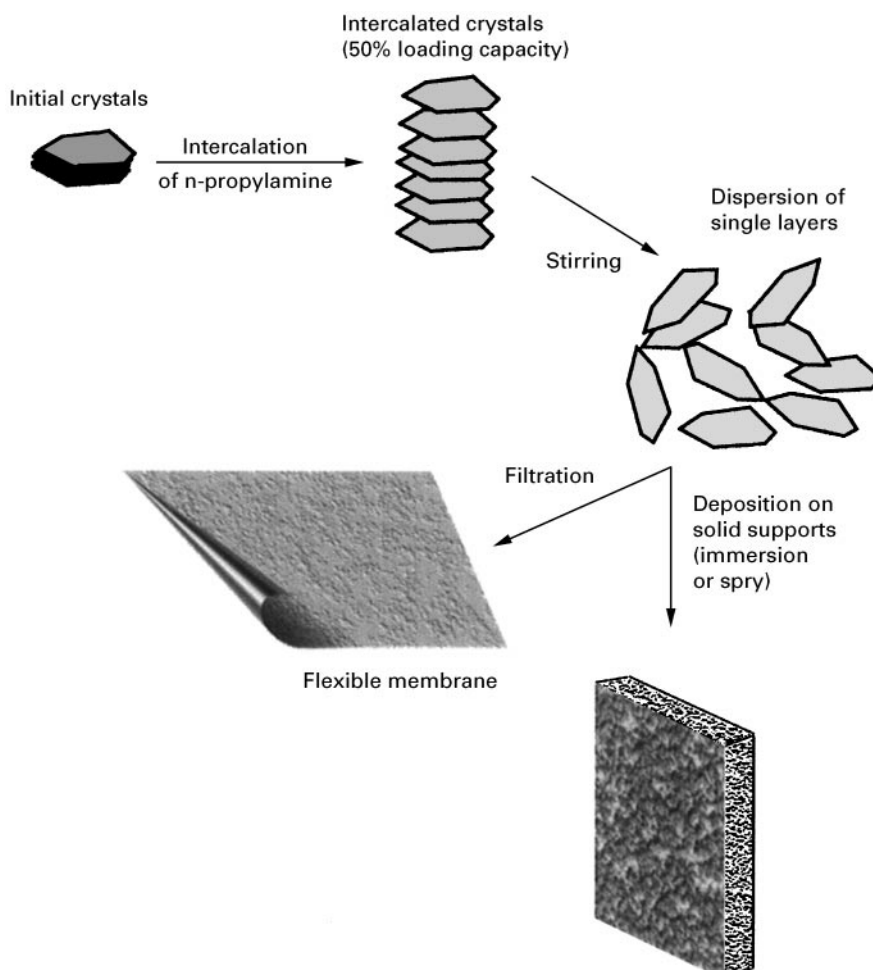 Intercalated crystals
(50% loading capacity)
Initial crystals
Intercalation
of n-propylamine
Dispersion of
single layers
Stirring
Filtration
Deposition on
solid supports
(immersion
or spry)
Flexible membrane